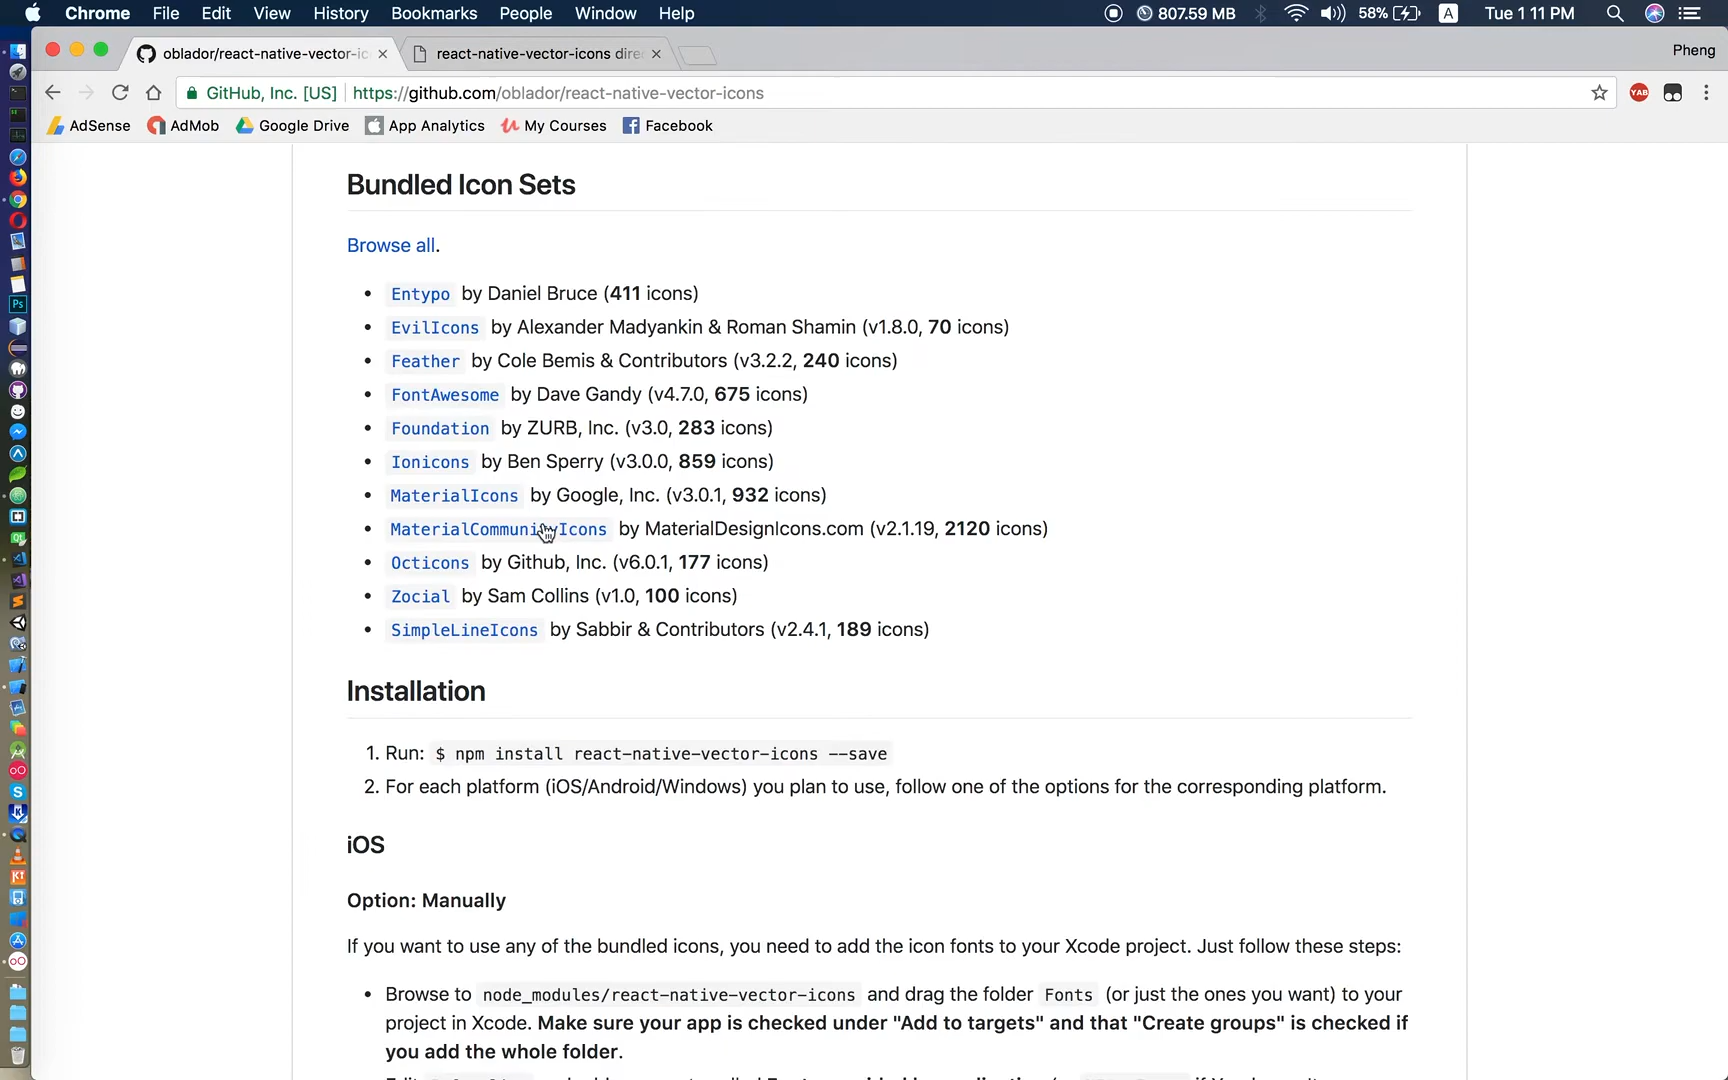 Chrome File Edit View History Bookmarks People Window Help 807.59 MB 58% A Tue 1 11 PM
oblador/react-native-vector-ic react-native-vector-icons dire Pheng
GitHub, Inc. [US] https://github.com/oblador/react-native-vector-icons YAB
AdSense AdMob Google Drive App Analytics My Courses Facebook
Bundled Icon Sets
Browse all.
• Entypo by Daniel Bruce (411 icons)
• EvilIcons by Alexander Madyankin & Roman Shamin (v1.8.0, 70 icons)
• Feather by Cole Bemis & Contributors (v3.2.2, 240 icons)
• FontAwesome by Dave Gandy (v4.7.0, 675 icons)
• Foundation by ZURB, Inc. (v3.0, 283 icons)
• Ionicons by Ben Sperry (v3.0.0, 859 icons)
• MaterialIcons by Google, Inc. (v3.0.1, 932 icons)
• MaterialCommunityIcons by MaterialDesignIcons.com (v2.1.19, 2120 icons)
• Octicons by Github, Inc. (v6.0.1, 177 icons)
• Zocial by Sam Collins (v1.0, 100 icons)
• SimpleLineIcons by Sabbir & Contributors (v2.4.1, 189 icons)
Installation
1. Run: $ npm install react-native-vector-icons --save
2. For each platform (iOS/Android/Windows) you plan to use, follow one of the options for the corresponding platform.
iOS
Option: Manually
If you want to use any of the bundled icons, you need to add the icon fonts to your Xcode project. Just follow these steps:
• Browse to node_modules/react-native-vector-icons and drag the folder Fonts (or just the ones you want) to your
project in Xcode. Make sure your app is checked under "Add to targets" and that "Create groups" is checked if
you add the whole folder.